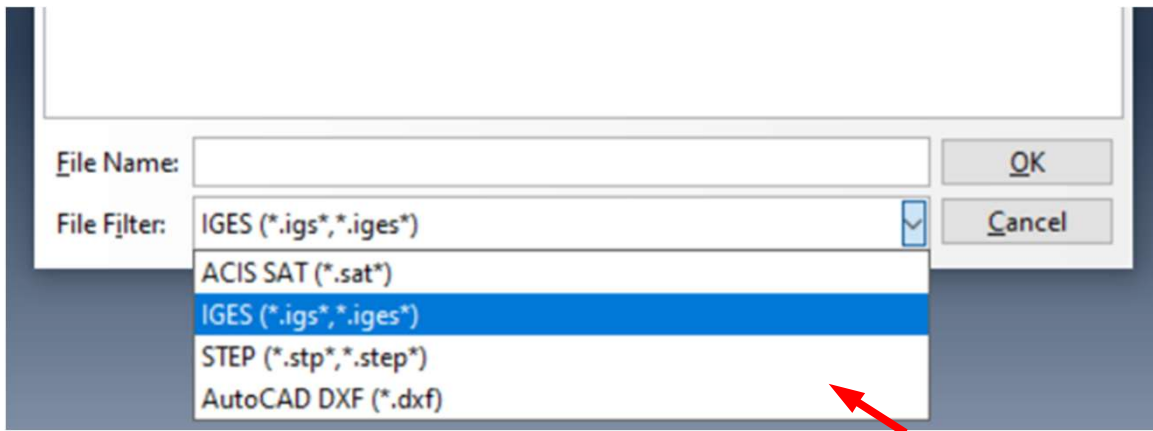 File Name:
OK
File Filter: IGES (*.igs*,*.iges*)
Cancel
ACIS SAT (*.sat*)
IGES (*.igs*,*.iges*)
STEP (*.stp*,*.step*)
AutoCAD DXF (*.dxf)